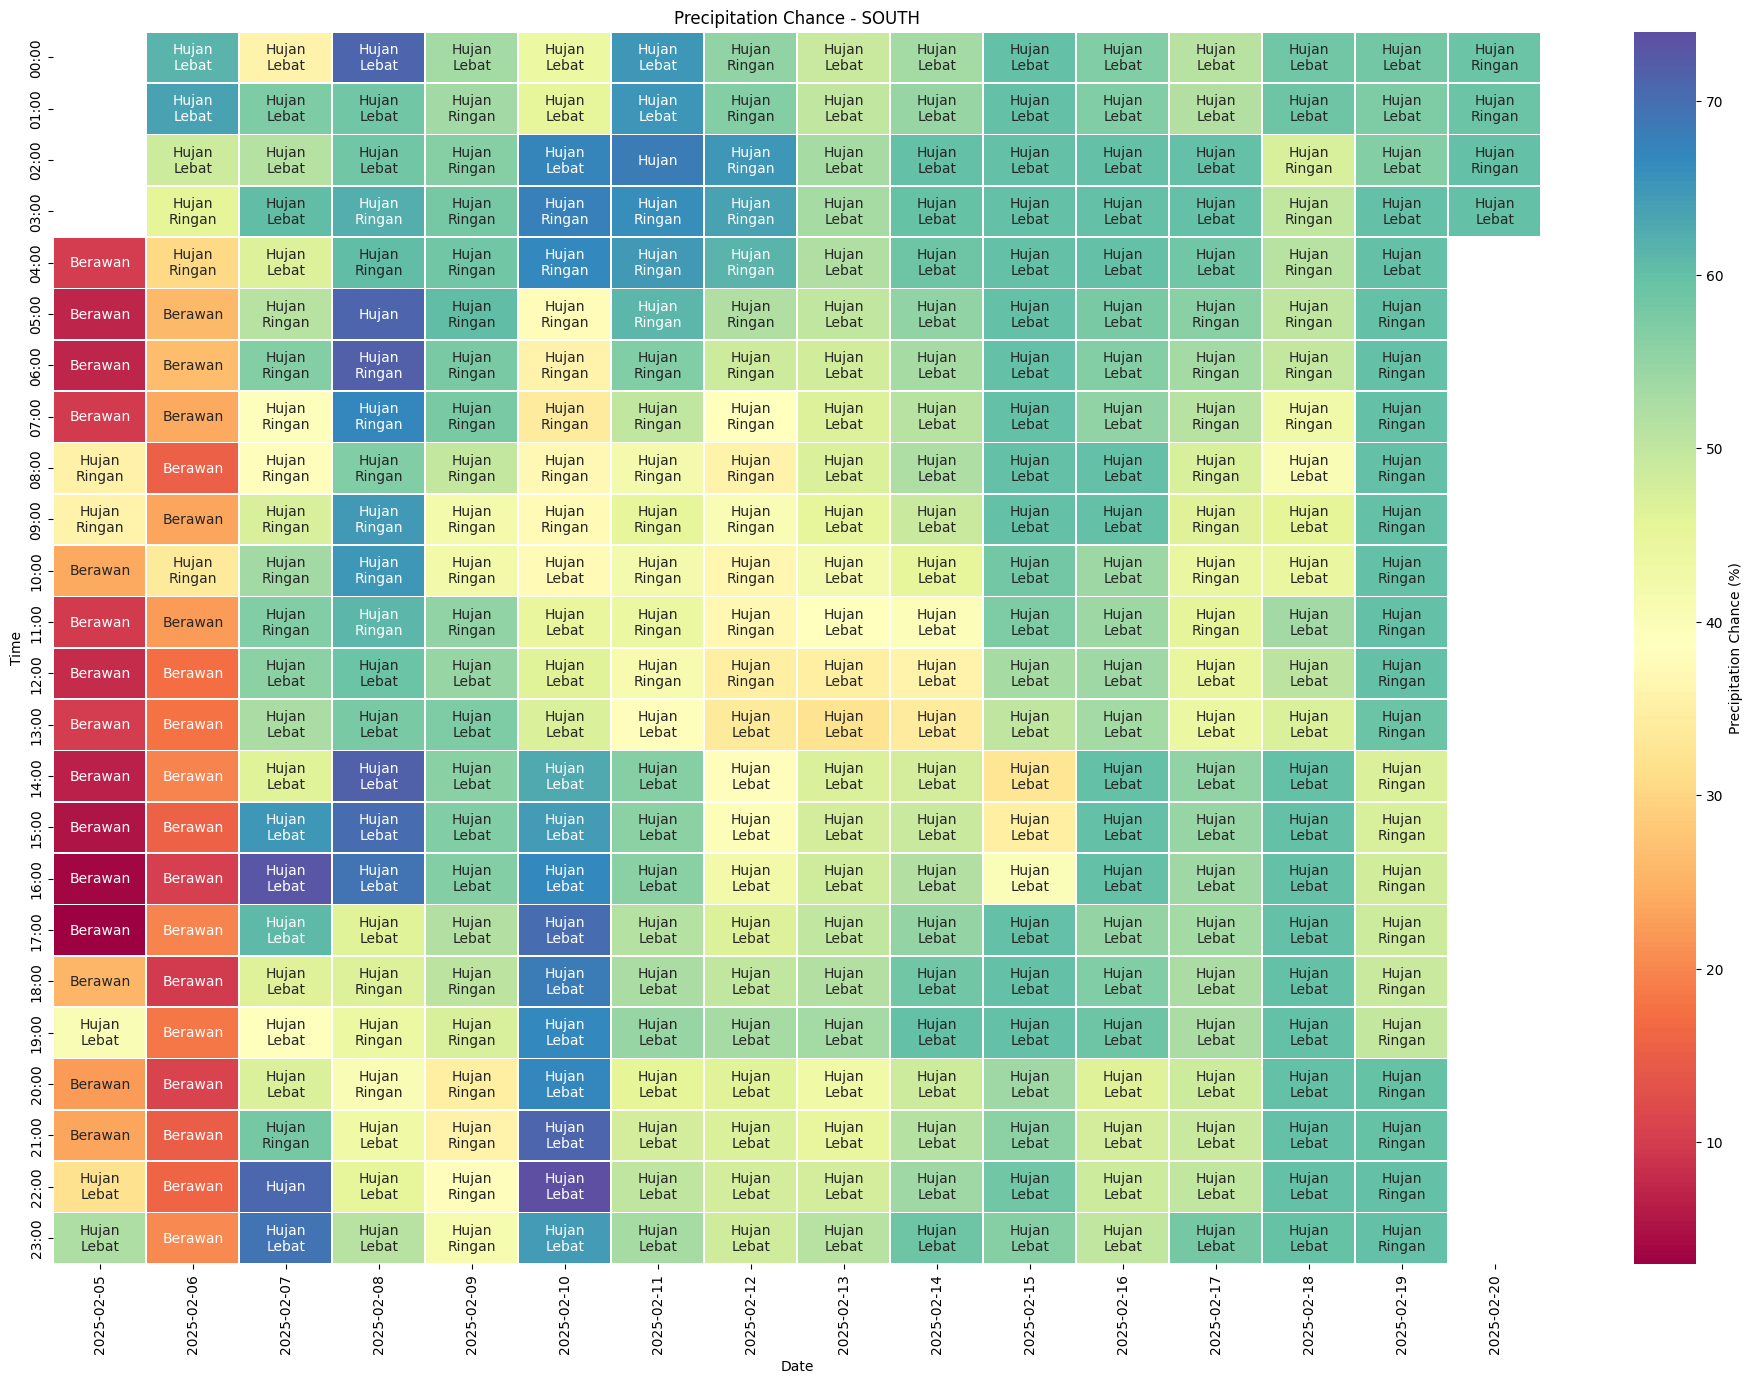 Precipitation Chance - SOUTH
00:00 Hujan Lebat Hujan Lebat Hujan Lebat Hujan Lebat Hujan Lebat Hujan Lebat Hujan Ringan Hujan Lebat Hujan Lebat Hujan Lebat Hujan Lebat Hujan Lebat Hujan Lebat Hujan Lebat Hujan Ringan
01:00 Hujan Lebat Hujan Lebat Hujan Lebat Hujan Ringan Hujan Lebat Hujan Lebat Hujan Ringan Hujan Lebat Hujan Lebat Hujan Lebat Hujan Lebat Hujan Lebat Hujan Lebat Hujan Lebat Hujan Ringan
02:00 Hujan Lebat Hujan Lebat Hujan Lebat Hujan Ringan Hujan Lebat Hujan Hujan Ringan Hujan Lebat Hujan Lebat Hujan Lebat Hujan Lebat Hujan Lebat Hujan Ringan Hujan Lebat Hujan Ringan
03:00 Hujan Ringan Hujan Lebat Hujan Ringan Hujan Ringan Hujan Ringan Hujan Ringan Hujan Ringan Hujan Lebat Hujan Lebat Hujan Lebat Hujan Lebat Hujan Lebat Hujan Ringan Hujan Lebat Hujan Lebat
04:00 Berawan Hujan Ringan Hujan Lebat Hujan Ringan Hujan Ringan Hujan Ringan Hujan Ringan Hujan Ringan Hujan Lebat Hujan Lebat Hujan Lebat Hujan Lebat Hujan Lebat Hujan Ringan Hujan Lebat
05:00 Berawan Berawan Hujan Ringan Hujan Hujan Ringan Hujan Ringan Hujan Ringan Hujan Ringan Hujan Lebat Hujan Lebat Hujan Lebat Hujan Lebat Hujan Ringan Hujan Ringan Hujan Ringan
06:00 Berawan Berawan Hujan Ringan Hujan Ringan Hujan Ringan Hujan Ringan Hujan Ringan Hujan Ringan Hujan Lebat Hujan Lebat Hujan Lebat Hujan Lebat Hujan Ringan Hujan Ringan Hujan Ringan
07:00 Berawan Berawan Hujan Ringan Hujan Ringan Hujan Ringan Hujan Ringan Hujan Ringan Hujan Ringan Hujan Lebat Hujan Lebat Hujan Lebat Hujan Lebat Hujan Ringan Hujan Ringan Hujan Ringan
08:00 Hujan Ringan Berawan Hujan Ringan Hujan Ringan Hujan Ringan Hujan Ringan Hujan Ringan Hujan Ringan Hujan Lebat Hujan Lebat Hujan Lebat Hujan Lebat Hujan Ringan Hujan Lebat Hujan Ringan
09:00 Hujan Ringan Berawan Hujan Ringan Hujan Ringan Hujan Ringan Hujan Ringan Hujan Ringan Hujan Ringan Hujan Lebat Hujan Lebat Hujan Lebat Hujan Lebat Hujan Ringan Hujan Lebat Hujan Ringan
10:00 Berawan Hujan Ringan Hujan Ringan Hujan Ringan Hujan Ringan Hujan Lebat Hujan Ringan Hujan Ringan Hujan Lebat Hujan Lebat Hujan Lebat Hujan Lebat Hujan Ringan Hujan Lebat Hujan Ringan
11:00 Berawan Berawan Hujan Ringan Hujan Ringan Hujan Ringan Hujan Lebat Hujan Ringan Hujan Ringan Hujan Lebat Hujan Lebat Hujan Lebat Hujan Lebat Hujan Ringan Hujan Lebat Hujan Ringan
12:00 Berawan Berawan Hujan Lebat Hujan Lebat Hujan Lebat Hujan Lebat Hujan Ringan Hujan Ringan Hujan Lebat Hujan Lebat Hujan Lebat Hujan Lebat Hujan Lebat Hujan Lebat Hujan Ringan
13:00 Berawan Berawan Hujan Lebat Hujan Lebat Hujan Lebat Hujan Lebat Hujan Lebat Hujan Lebat Hujan Lebat Hujan Lebat Hujan Lebat Hujan Lebat Hujan Lebat Hujan Lebat Hujan Ringan
14:00 Berawan Berawan Hujan Lebat Hujan Lebat Hujan Lebat Hujan Lebat Hujan Lebat Hujan Lebat Hujan Lebat Hujan Lebat Hujan Lebat Hujan Lebat Hujan Lebat Hujan Lebat Hujan Ringan
15:00 Berawan Berawan Hujan Lebat Hujan Lebat Hujan Lebat Hujan Lebat Hujan Lebat Hujan Lebat Hujan Lebat Hujan Lebat Hujan Lebat Hujan Lebat Hujan Lebat Hujan Lebat Hujan Ringan
16:00 Berawan Berawan Hujan Lebat Hujan Lebat Hujan Lebat Hujan Lebat Hujan Lebat Hujan Lebat Hujan Lebat Hujan Lebat Hujan Lebat Hujan Lebat Hujan Lebat Hujan Lebat Hujan Ringan
17:00 Berawan Berawan Hujan Lebat Hujan Lebat Hujan Lebat Hujan Lebat Hujan Lebat Hujan Lebat Hujan Lebat Hujan Lebat Hujan Lebat Hujan Lebat Hujan Lebat Hujan Lebat Hujan Ringan
18:00 Berawan Berawan Hujan Lebat Hujan Ringan Hujan Ringan Hujan Lebat Hujan Lebat Hujan Lebat Hujan Lebat Hujan Lebat Hujan Lebat Hujan Lebat Hujan Lebat Hujan Lebat Hujan Ringan
19:00 Hujan Lebat Berawan Hujan Lebat Hujan Ringan Hujan Ringan Hujan Lebat Hujan Lebat Hujan Lebat Hujan Lebat Hujan Lebat Hujan Lebat Hujan Lebat Hujan Lebat Hujan Lebat Hujan Ringan
20:00 Berawan Berawan Hujan Lebat Hujan Ringan Hujan Ringan Hujan Lebat Hujan Lebat Hujan Lebat Hujan Lebat Hujan Lebat Hujan Lebat Hujan Lebat Hujan Lebat Hujan Lebat Hujan Ringan
21:00 Berawan Berawan Hujan Ringan Hujan Lebat Hujan Ringan Hujan Lebat Hujan Lebat Hujan Lebat Hujan Lebat Hujan Lebat Hujan Lebat Hujan Lebat Hujan Lebat Hujan Lebat Hujan Ringan
22:00 Hujan Lebat Berawan Hujan Hujan Lebat Hujan Ringan Hujan Lebat Hujan Lebat Hujan Lebat Hujan Lebat Hujan Lebat Hujan Lebat Hujan Lebat Hujan Lebat Hujan Lebat Hujan Ringan
23:00 Hujan Lebat Berawan Hujan Lebat Hujan Lebat Hujan Ringan Hujan Lebat Hujan Lebat Hujan Lebat Hujan Lebat Hujan Lebat Hujan Lebat Hujan Lebat Hujan Lebat Hujan Lebat Hujan Ringan
Time
2025-02-05 2025-02-06 2025-02-07 2025-02-08 2025-02-09 2025-02-10 2025-02-11 2025-02-12 2025-02-13 2025-02-14 2025-02-15 2025-02-16 2025-02-17 2025-02-18 2025-02-19 2025-02-20
Date
70
60
50
40
30
20
10
Precipitation Chance (%)